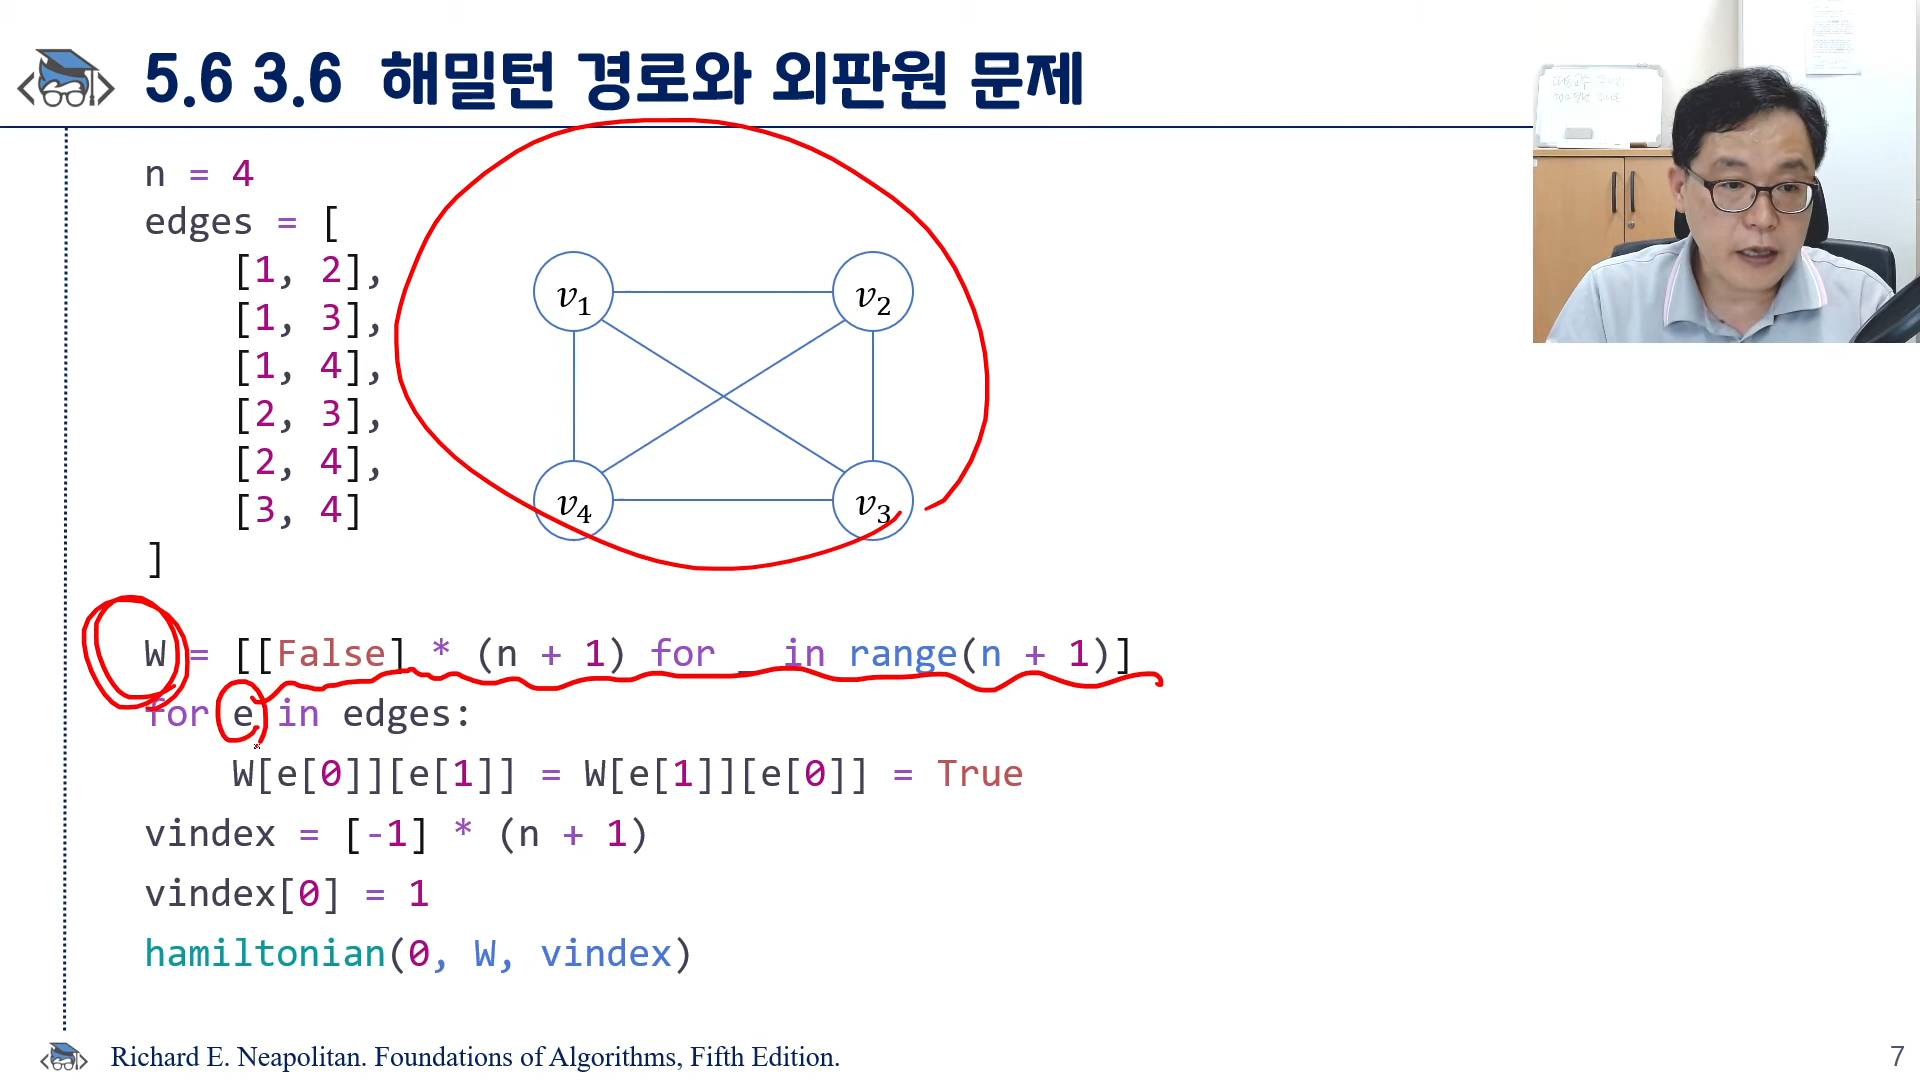 5.6 3.6 해밀턴 경로와 외판원 문제
n = 4
edges = [
[1, 2],
[1, 3],
[1, 4],
[2, 3],
[2, 4],
[3, 4]
]
v1
v2
v4
v3
W = [[False] * (n + 1) for _ in range(n + 1)]
for e in edges:
W[e[0]][e[1]] = W[e[1]][e[0]] = True
vindex = [-1] * (n + 1)
vindex[0] = 1
hamiltonian(0, W, vindex)
Richard E. Neapolitan. Foundations of Algorithms, Fifth Edition.
7